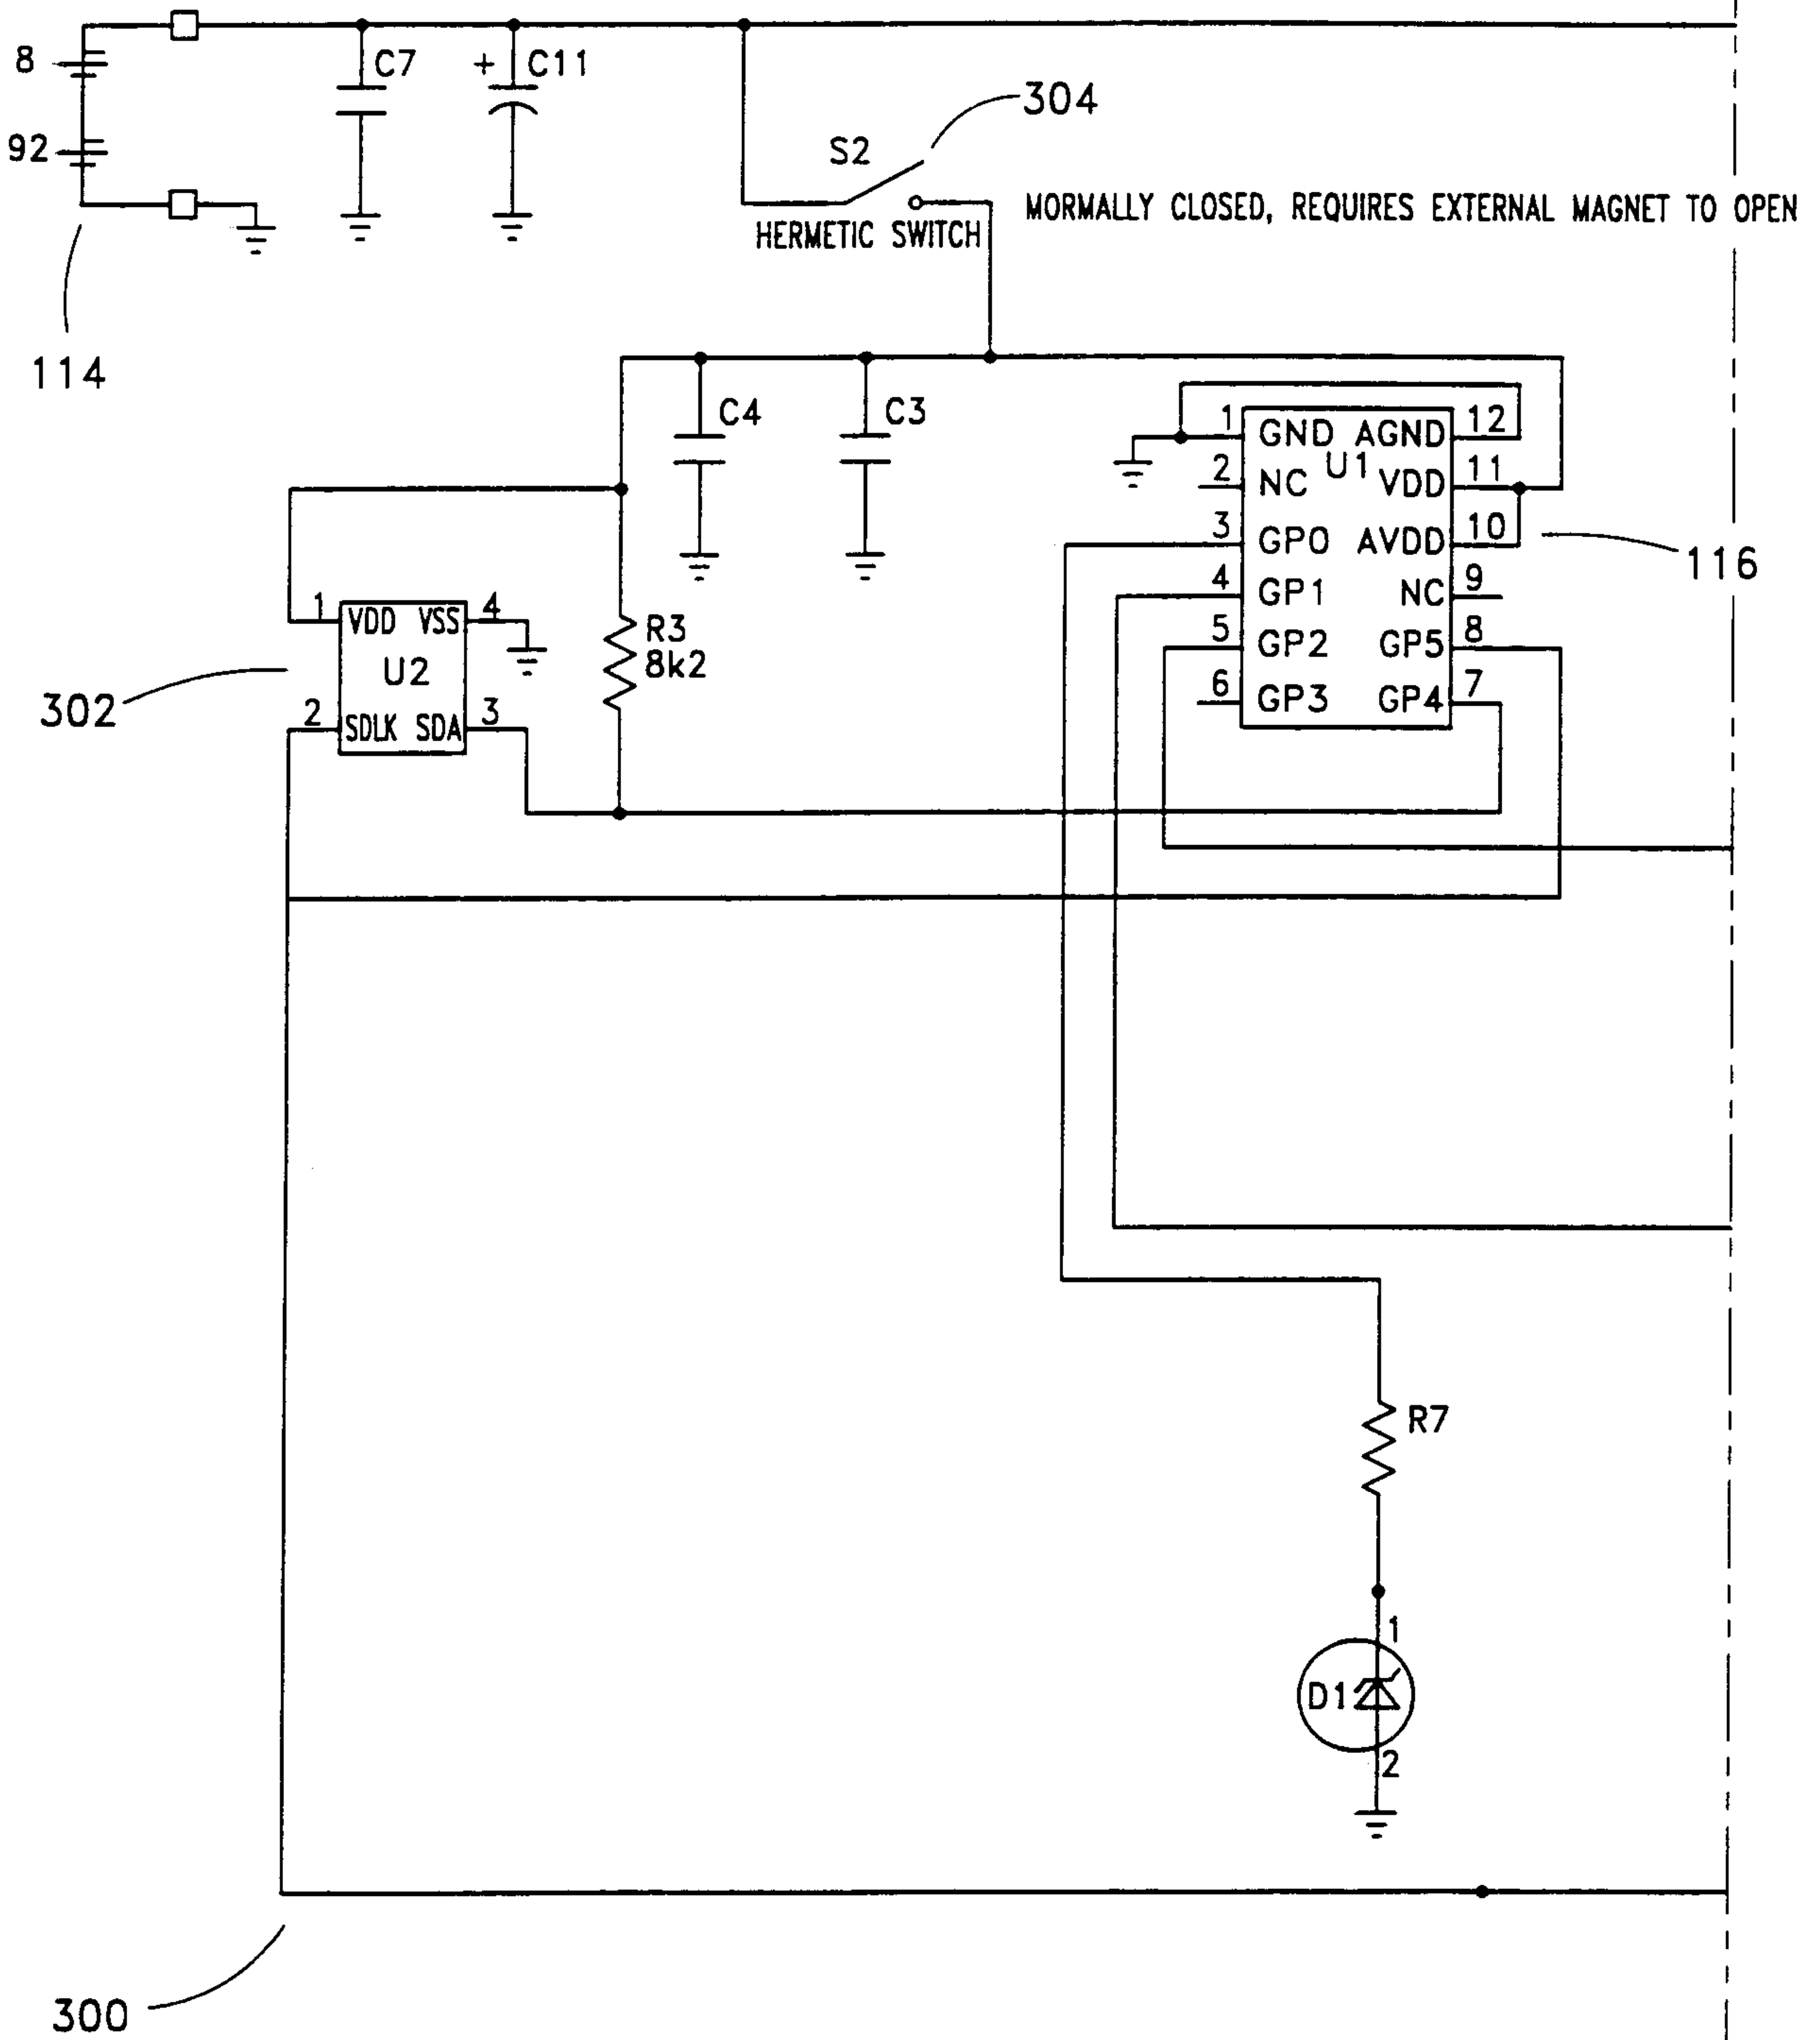 8
92
C7
+ C11
304
S2
HERMETIC SWITCH
MORMALLY CLOSED, REQUIRES EXTERNAL MAGNET TO OPEN
114
C4
C3
1 GND AGND 12
U1
2 NC VDD 11
3 GP0 AVDD 10
4 GP1 NC 9
5 GP2 GP5 8
6 GP3 GP4 7
116
R3
8k2
1 VDD VSS 4
U2
2 SDLK SDA 3
302
R7
1
D1
2
300